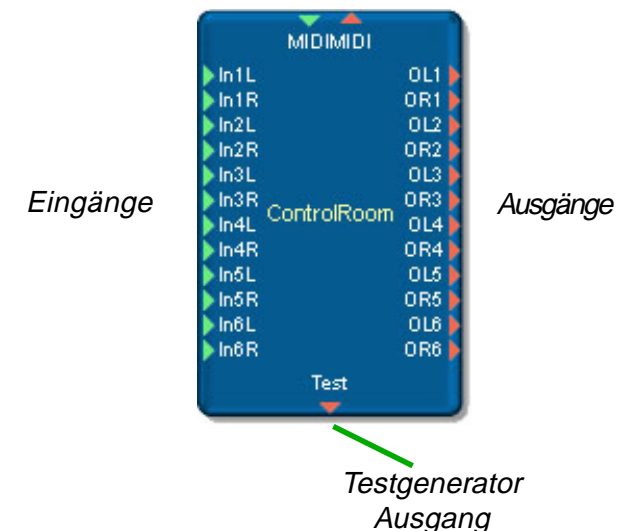 MIDIMIDI
In1L OL1
In1R OR1
In2L OL2
In2R OR2
In3L OL3
In3R OR3
Eingänge ControlRoom Ausgänge
In4L OL4
In4R OR4
In5L OL5
In5R OR5
In6L OL6
In6R OR6
Test
Testgenerator
Ausgang